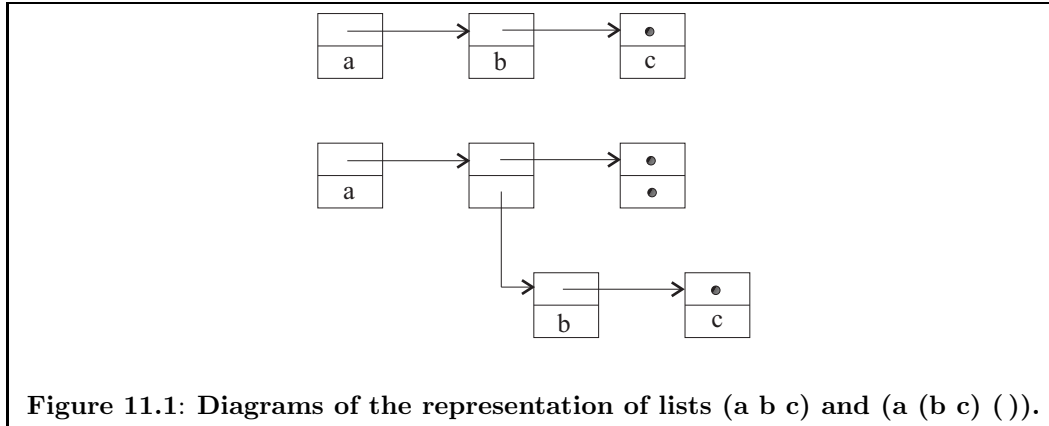 a b c
a
b c
Figure 11.1: Diagrams of the representation of lists (a b c) and (a (b c) ( )).